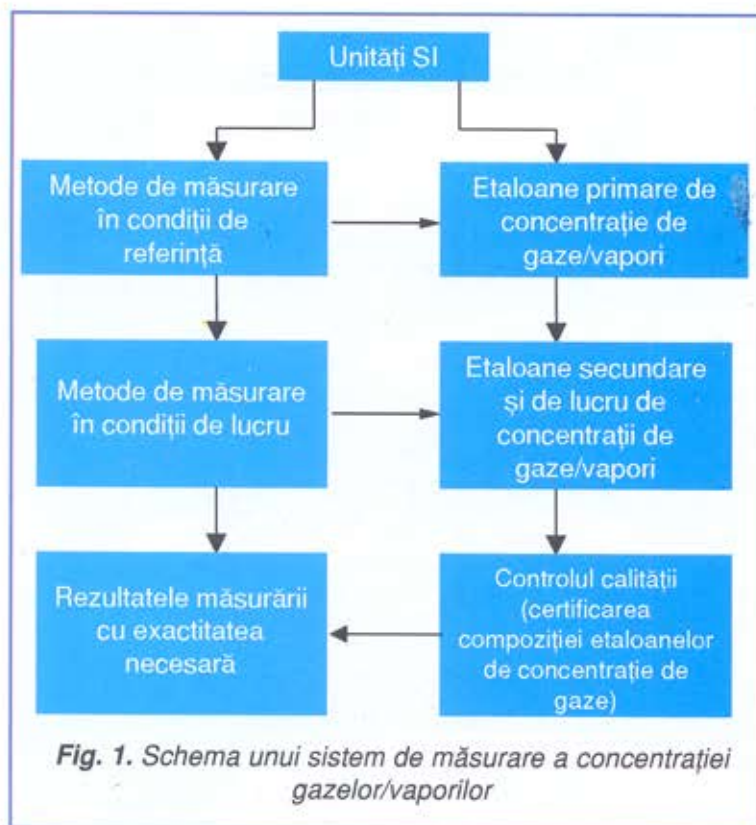 Unități SI
Metode de măsurare
în condiții de
referință
Etaloane primare de
concentrație de
gaze/vapori
Metode de măsurare
în condiții de lucru
Etaloane secundare
și de lucru de
concentrații de
gaze/vapori
Rezultatele măsurării
cu exactitatea
necesară
Controlul calității
(certificarea
compoziției etaloanelor
de concentrație de
gaze)
Fig. 1. Schema unui sistem de măsurare a concentrației
gazelor/vaporilor